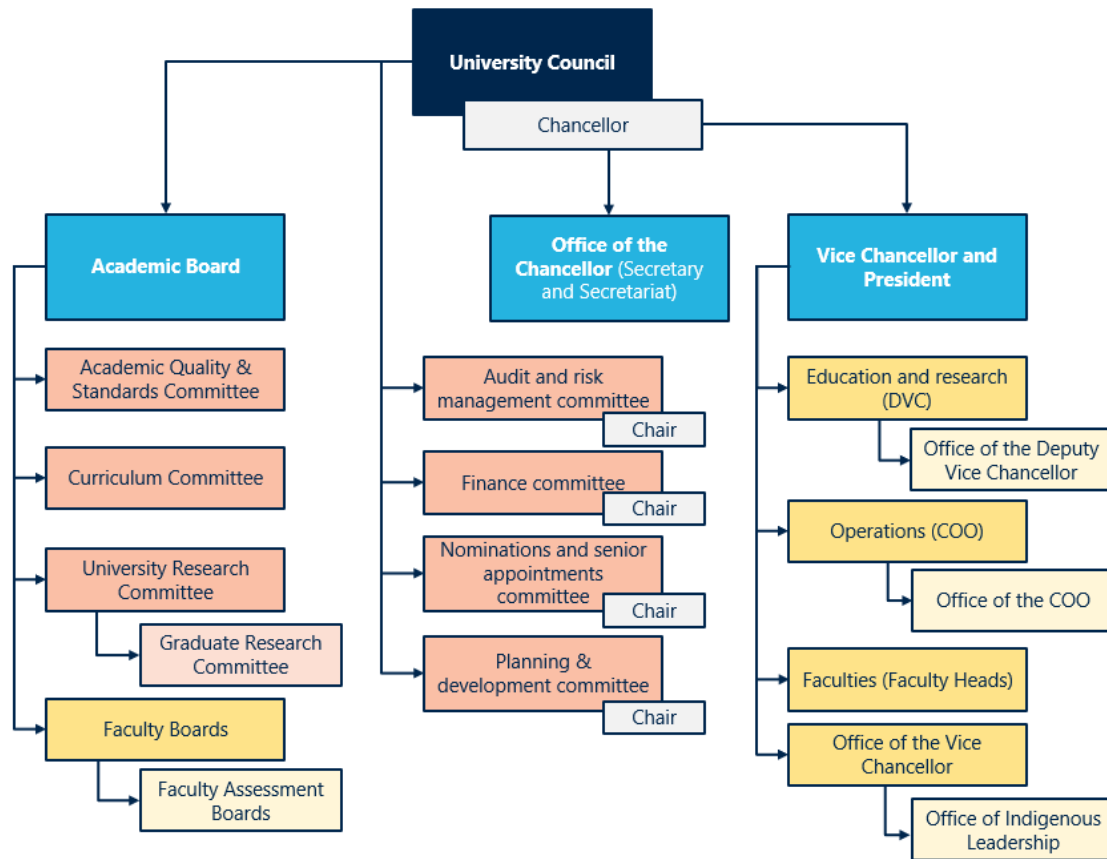 University Council
Chancellor
Academic Board
Office of the
Chancellor (Secretary
and Secretariat)
Vice Chancellor and
President
Academic Quality &
Standards Committee
Curriculum Committee
University Research
Committee
Graduate Research
Committee
Faculty Boards
Faculty Assessment
Boards
Audit and risk
management committee
Chair
Finance committee
Chair
Nominations and senior
appointments
committee
Chair
Planning &
development committee
Chair
Education and research
(DVC)
Office of the Deputy
Vice Chancellor
Operations (COO)
Office of the COO
Faculties (Faculty Heads)
Office of the Vice
Chancellor
Office of Indigenous
Leadership